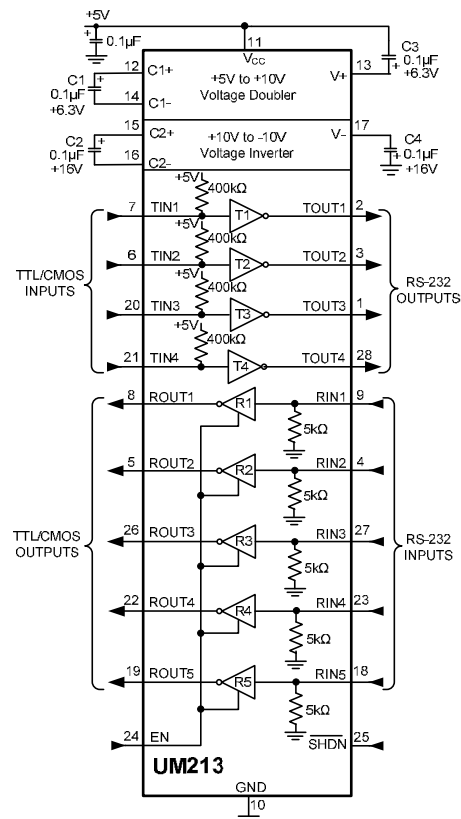 +5V
0.1µF
11
VCC
12 C1+
C1 0.1µF +6.3V
14 C1-
+5V to +10V
Voltage Doubler
V+ 13
C3 0.1µF +6.3V
15 C2+
C2 0.1µF +16V
16 C2-
+10V to -10V
Voltage Inverter
V- 17
C4 0.1µF +16V
+5V
400kΩ
7 TIN1 T1 TOUT1 2
+5V
400kΩ
6 TIN2 T2 TOUT2 3
+5V
400kΩ
20 TIN3 T3 TOUT3 1
+5V
400kΩ
21 TIN4 T4 TOUT4 28
TTL/CMOS
INPUTS
RS-232
OUTPUTS
8 ROUT1 R1 RIN1 9
5kΩ
5 ROUT2 R2 RIN2 4
5kΩ
26 ROUT3 R3 RIN3 27
5kΩ
22 ROUT4 R4 RIN4 23
5kΩ
19 ROUT5 R5 RIN5 18
5kΩ
TTL/CMOS
OUTPUTS
RS-232
INPUTS
24 EN
SHDN 25
UM213
GND
10